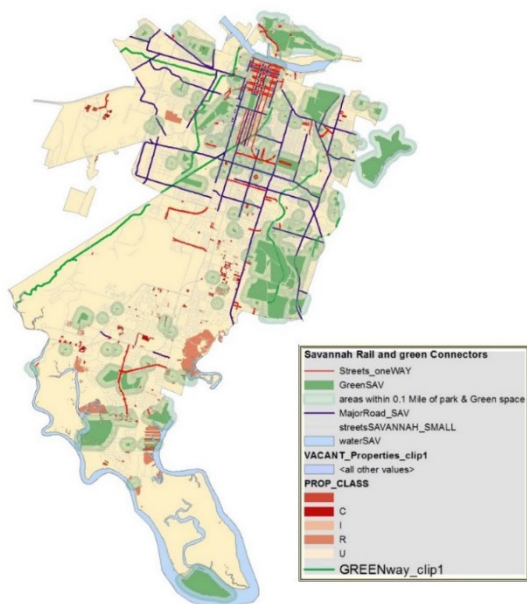 Savannah Rail and green Connectors
Streets_oneWAY
GreenSAV
areas within 0.1 Mile of park & Green space
MajorRoad_SAV
streetsSAVANNAH_SMALL
waterSAV
VACANT_Properties_clip1
<all other values>
PROP_CLASS
C
I
R
U
GREENway_clip1